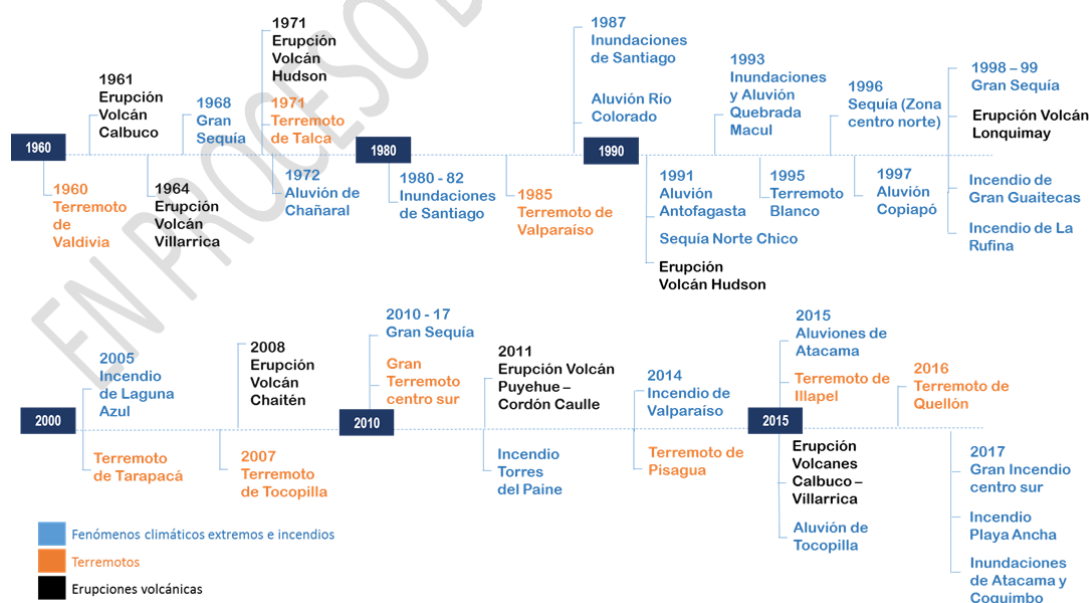 EN PROCESO D
1960
1960
Terremoto
de
Valdivia
1961
Erupción
Volcán
Calbuco
1964
Erupción
Volcán
Villarrica
1968
Gran
Sequía
1971
Erupción
Volcán
Hudson
1971
Terremoto
de Talca
1972
Aluvión de
Chañaral
1980
1980 - 82
Inundaciones
de Santiago
1985
Terremoto de
Valparaíso
1987
Inundaciones
de Santiago
Aluvión Río
Colorado
1990
1991
Aluvión
Antofagasta
Sequía Norte Chico
Erupción
Volcán Hudson
1993
Inundaciones
y Aluvión
Quebrada
Macul
1995
Terremoto
Blanco
1996
Sequía (Zona
centro norte)
1997
Aluvión
Copiapó
1998 – 99
Gran Sequía
Erupción Volcán
Lonquimay
Incendio de
Gran Guaitecas
Incendio de La
Rufina
2000
2005
Incendio
de Laguna
Azul
Terremoto
de Tarapacá
2007
Terremoto
de Tocopilla
2008
Erupción
Volcán
Chaitén
2010
2010 - 17
Gran Sequía
Gran
Terremoto
centro sur
2011
Erupción Volcán
Puyehue –
Cordón Caulle
Incendio
Torres
del Paine
2014
Incendio de
Valparaíso
Terremoto de
Pisagua
2015
2015
Aluviones de
Atacama
Terremoto de
Illapel
Erupción
Volcanes
Calbuco –
Villarrica
Aluvión de
Tocopilla
2016
Terremoto de
Quellón
2017
Gran Incendio
centro sur
Incendio
Playa Ancha
Inundaciones
de Atacama y
Coquimbo
Fenómenos climáticos extremos e incendios
Terremotos
Erupciones volcánicas